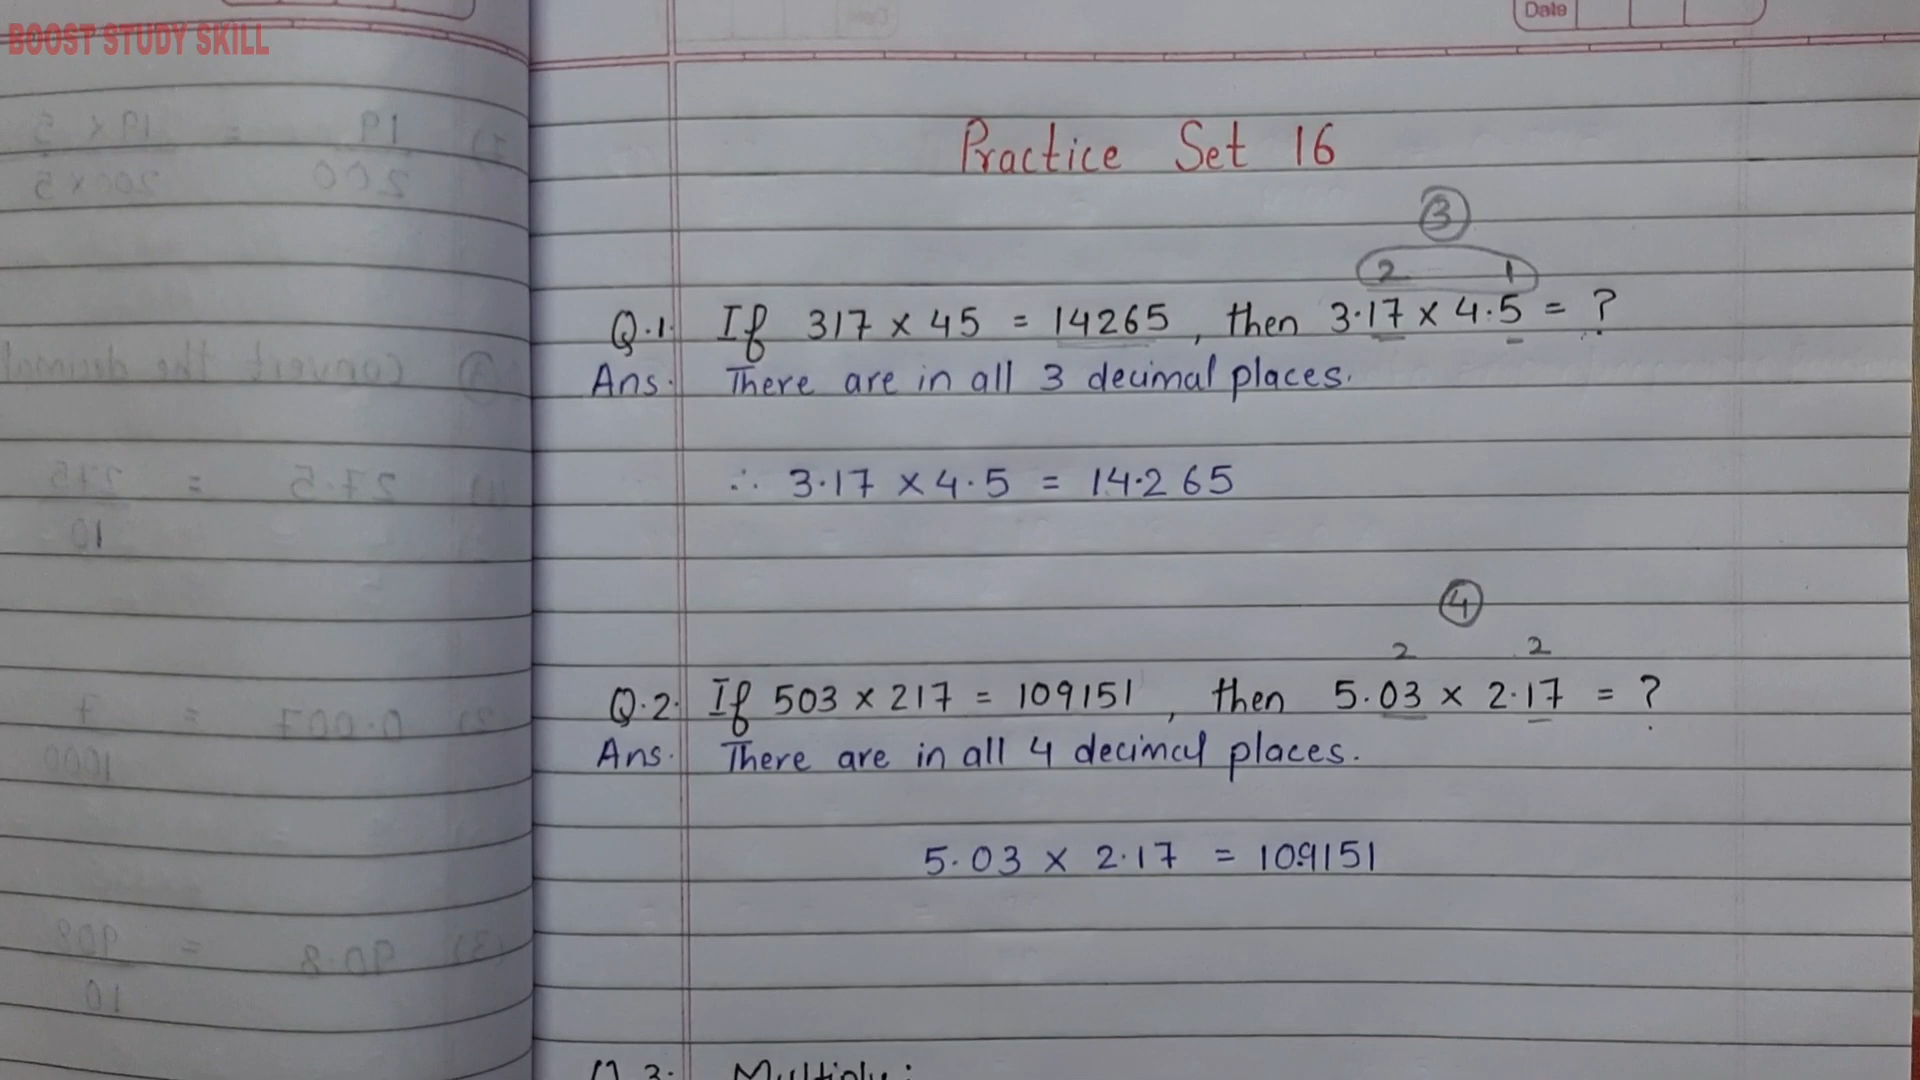 BOOST STUDY SKILL
Date
Practice Set 16
3
2 1
Q.1. If 317 × 45 = 14265, then 3.17 × 4.5 = ?
Ans. There are in all 3 decimal places.
∴ 3.17 × 4.5 = 14.265
4
2 2
Q.2. If 503 × 217 = 109151, then 5.03 × 2.17 = ?
Ans. There are in all 4 decimal places.
5.03 × 2.17 = 109151
Q.3. Multiply: